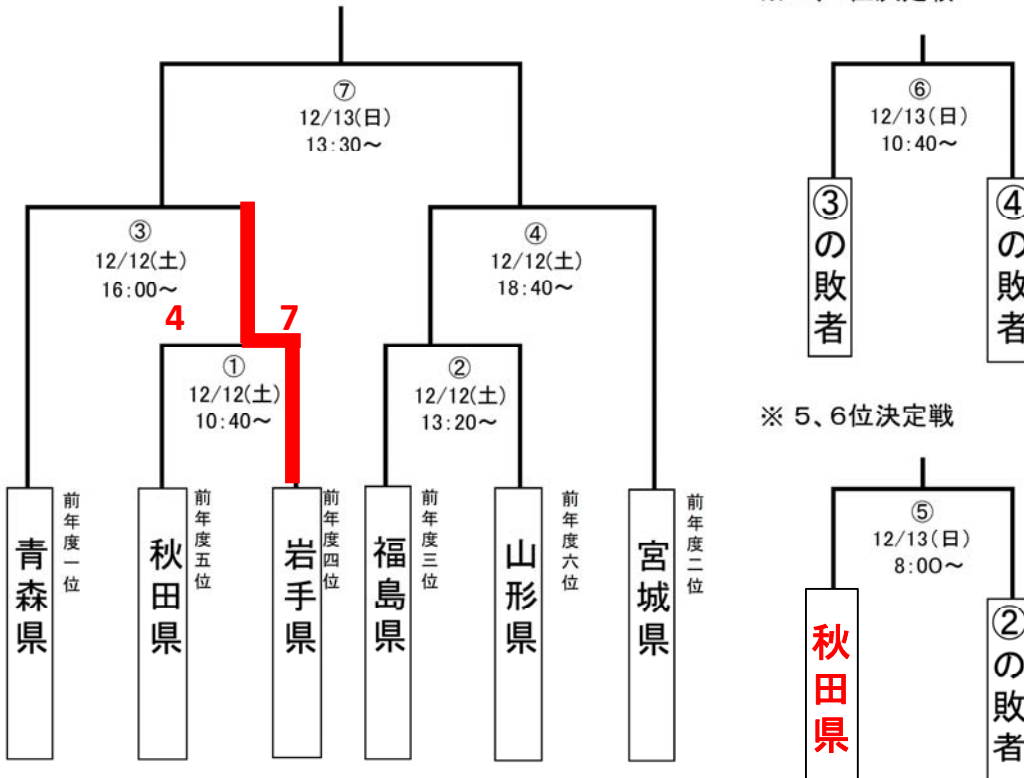 ⑦
12/13(日)
13:30～
③
12/12(土)
16:00～
④
12/12(土)
18:40～
4
7
①
12/12(土)
10:40～
②
12/12(土)
13:20～
青森県
前年度一位
秋田県
前年度五位
岩手県
前年度四位
福島県
前年度三位
山形県
前年度六位
宮城県
前年度二位
⑥
12/13(日)
10:40～
③の敗者
④の敗者
※ 5、6位決定戦
⑤
12/13(日)
8:00～
秋田県
②の敗者